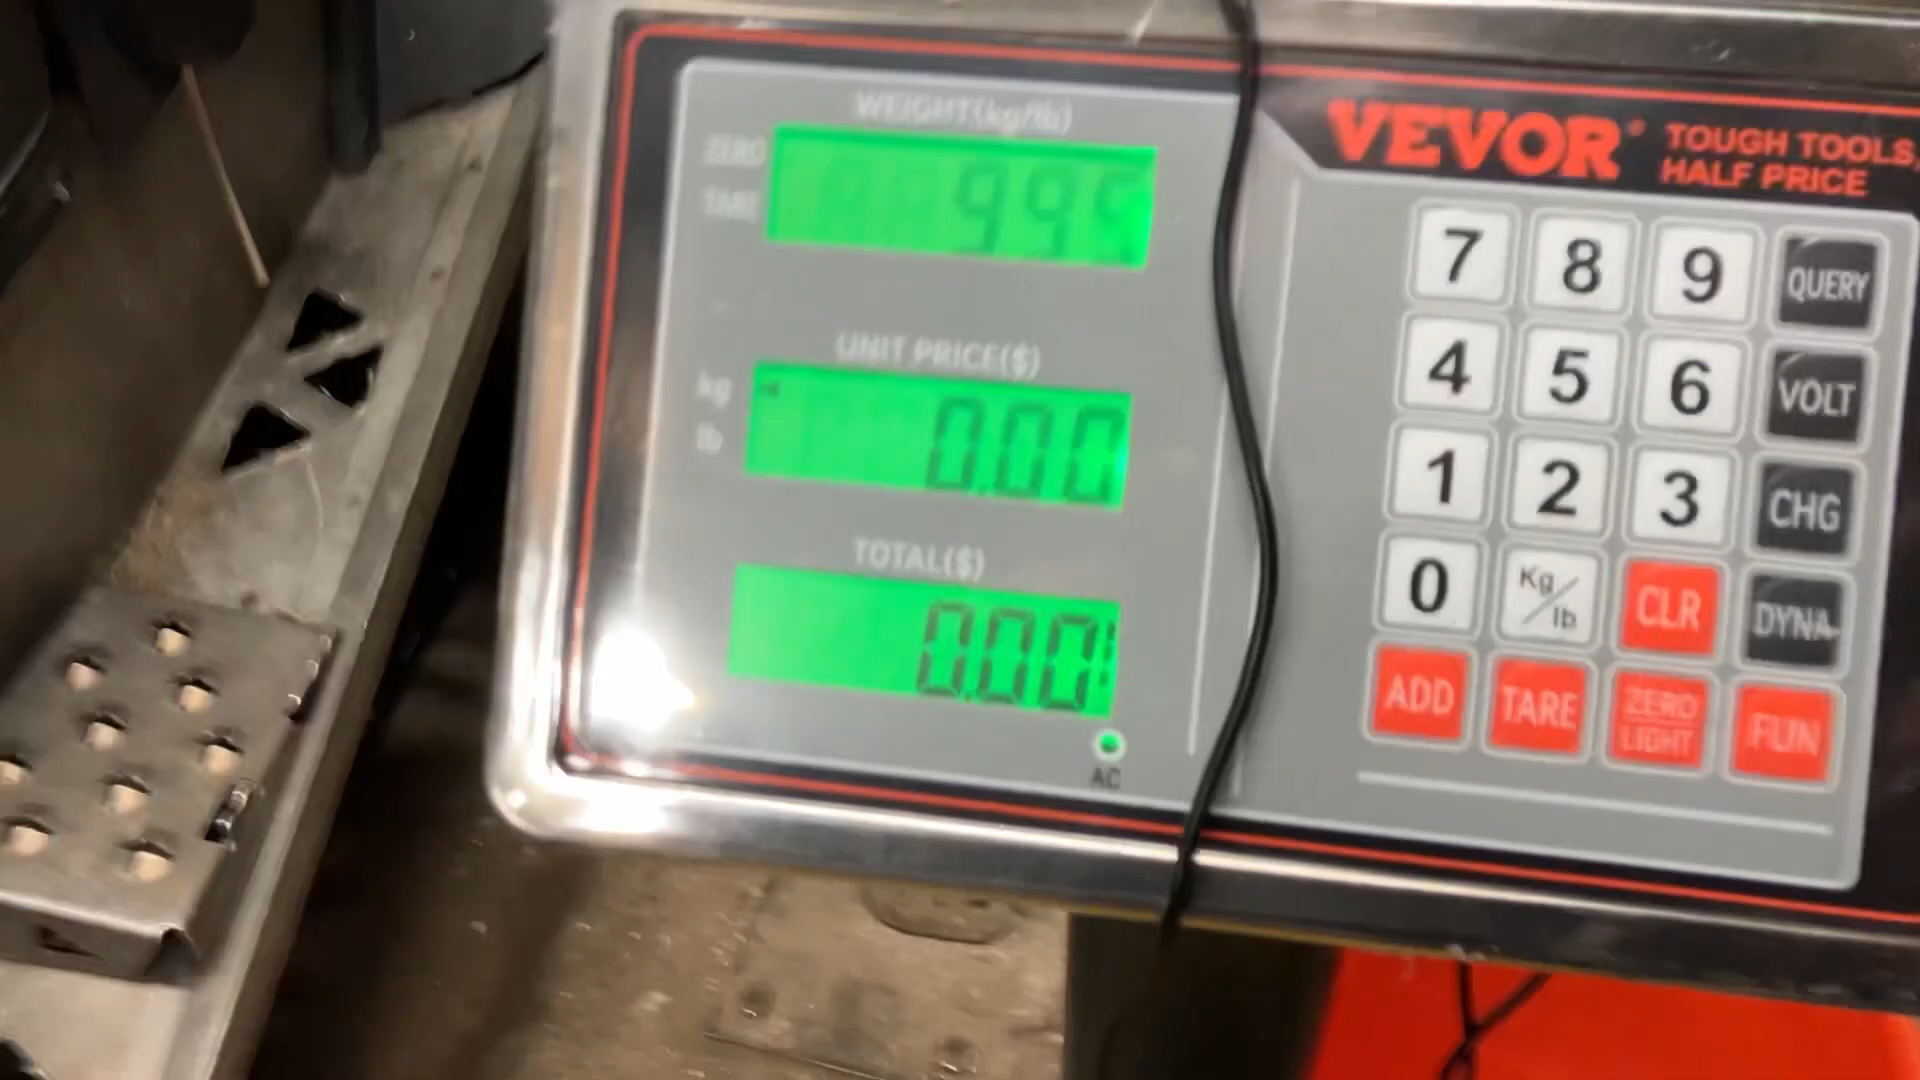 WEIGHT(kg/lb)
ZERO
TARE
995
UNIT PRICE($)
kg
lb
0.00
TOTAL($)
0.00
AC
VEVOR
TOUGH TOOLS,
HALF PRICE
7 8 9 QUERY
4 5 6 VOLT
1 2 3 CHG
0 Kg/lb CLR DYNA
ADD TARE ZERO LIGHT FUN